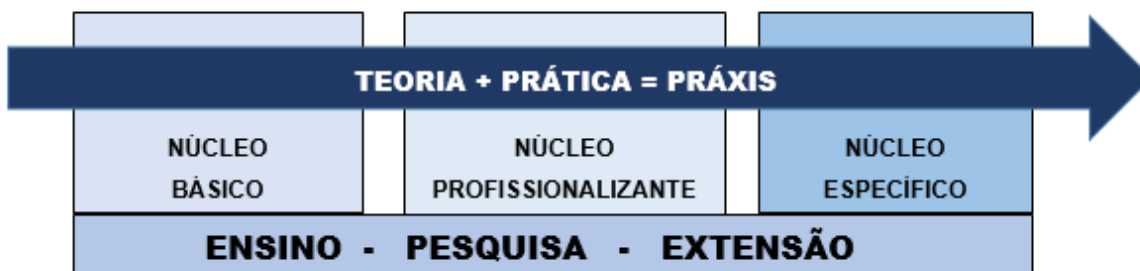 TEORIA + PRÁTICA = PRÁXIS
NÚCLEO
BÁSICO
NÚCLEO
PROFISSIONALIZANTE
NÚCLEO
ESPECÍFICO
ENSINO - PESQUISA - EXTENSÃO